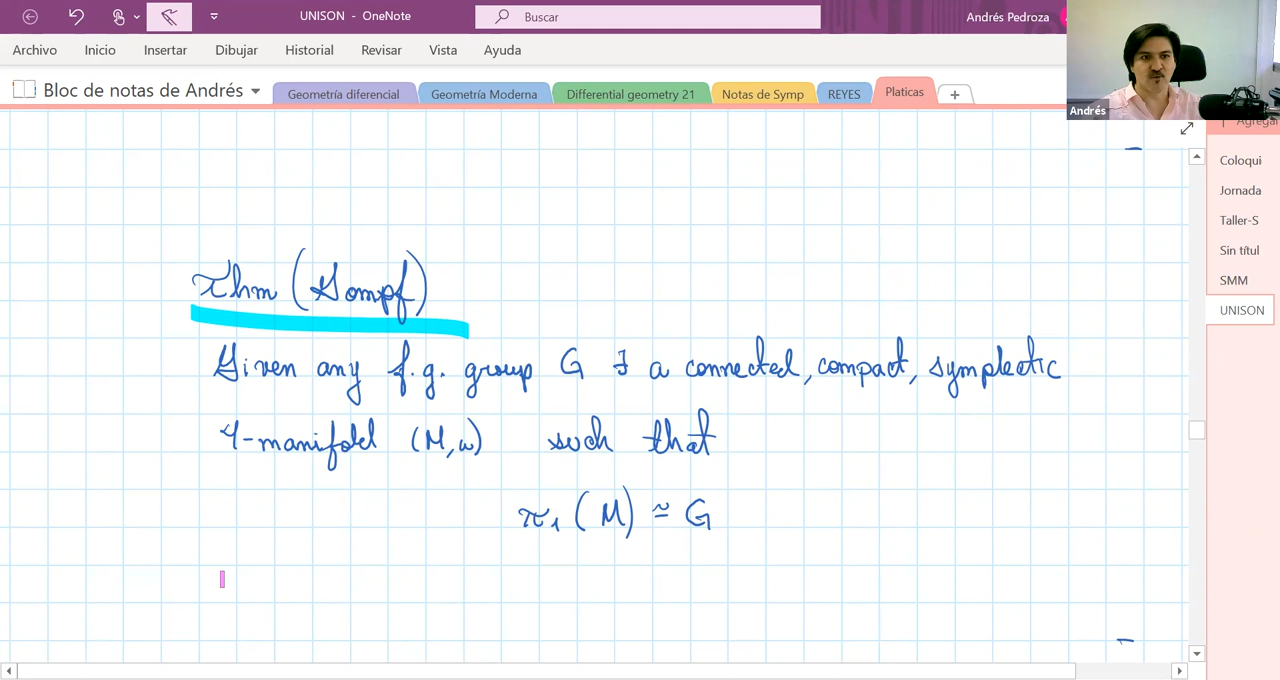 UNISON - OneNote
Buscar
Andrés Pedroza
Archivo Inicio Insertar Dibujar Historial Revisar Vista Ayuda
Bloc de notas de Andrés
Geometría diferencial Geometría Moderna Differential geometry 21 Notas de Symp REYES Platicas
Andrés
Agregar
Coloqui
Jornada
Taller-S
Sin títul
SMM
UNISON
Thm (Gompf)
Given any f.g. group G ∃ a connected, compact, symplectic
4-manifold (M,ω) such that
π₁(M) ≃ G